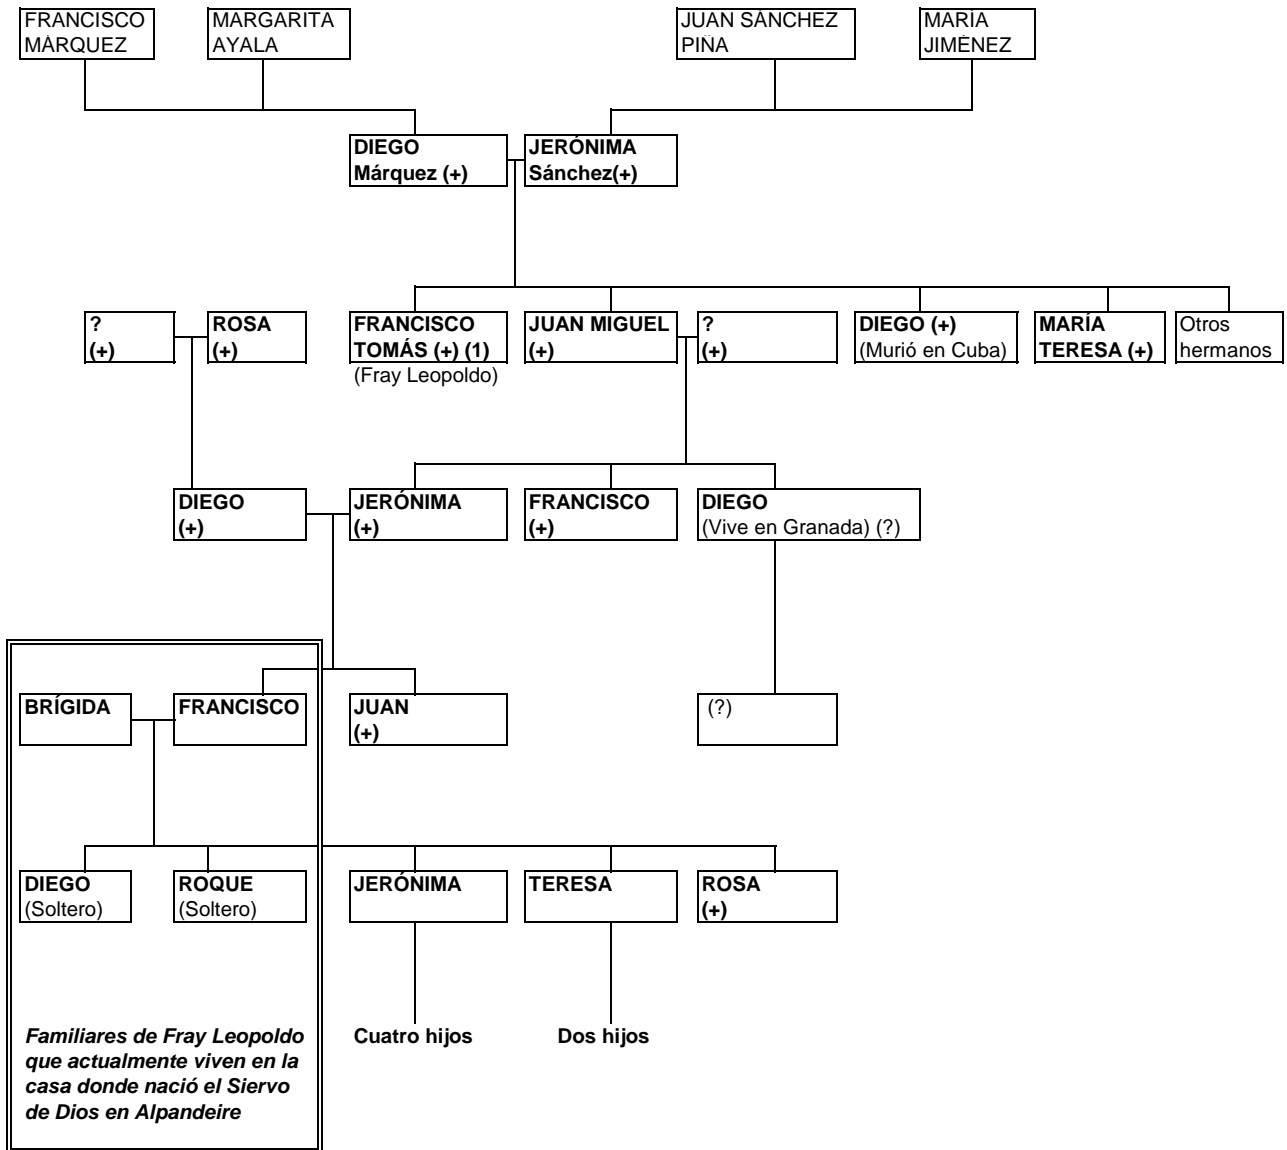 FRANCISCO
MÁRQUEZ
MARGARITA
AYALA
JUAN SÁNCHEZ
PIÑA
MARÍA
JIMÉNEZ
DIEGO
Márquez (+)
JERÓNIMA
Sánchez(+)
?
(+)
ROSA
(+)
FRANCISCO
TOMÁS (+) (1)
(Fray Leopoldo)
JUAN MIGUEL
(+)
?
(+)
DIEGO (+)
(Murió en Cuba)
MARÍA
TERESA (+)
Otros
hermanos
DIEGO
(+)
JERÓNIMA
(+)
FRANCISCO
(+)
DIEGO
(Vive en Granada) (?)
BRÍGIDA
FRANCISCO
JUAN
(+)
(?)
DIEGO
(Soltero)
ROQUE
(Soltero)
JERÓNIMA
TERESA
ROSA
(+)
Familiares de Fray Leopoldo
que actualmente viven en la
casa donde nació el Siervo
de Dios en Alpandeire
Cuatro hijos
Dos hijos